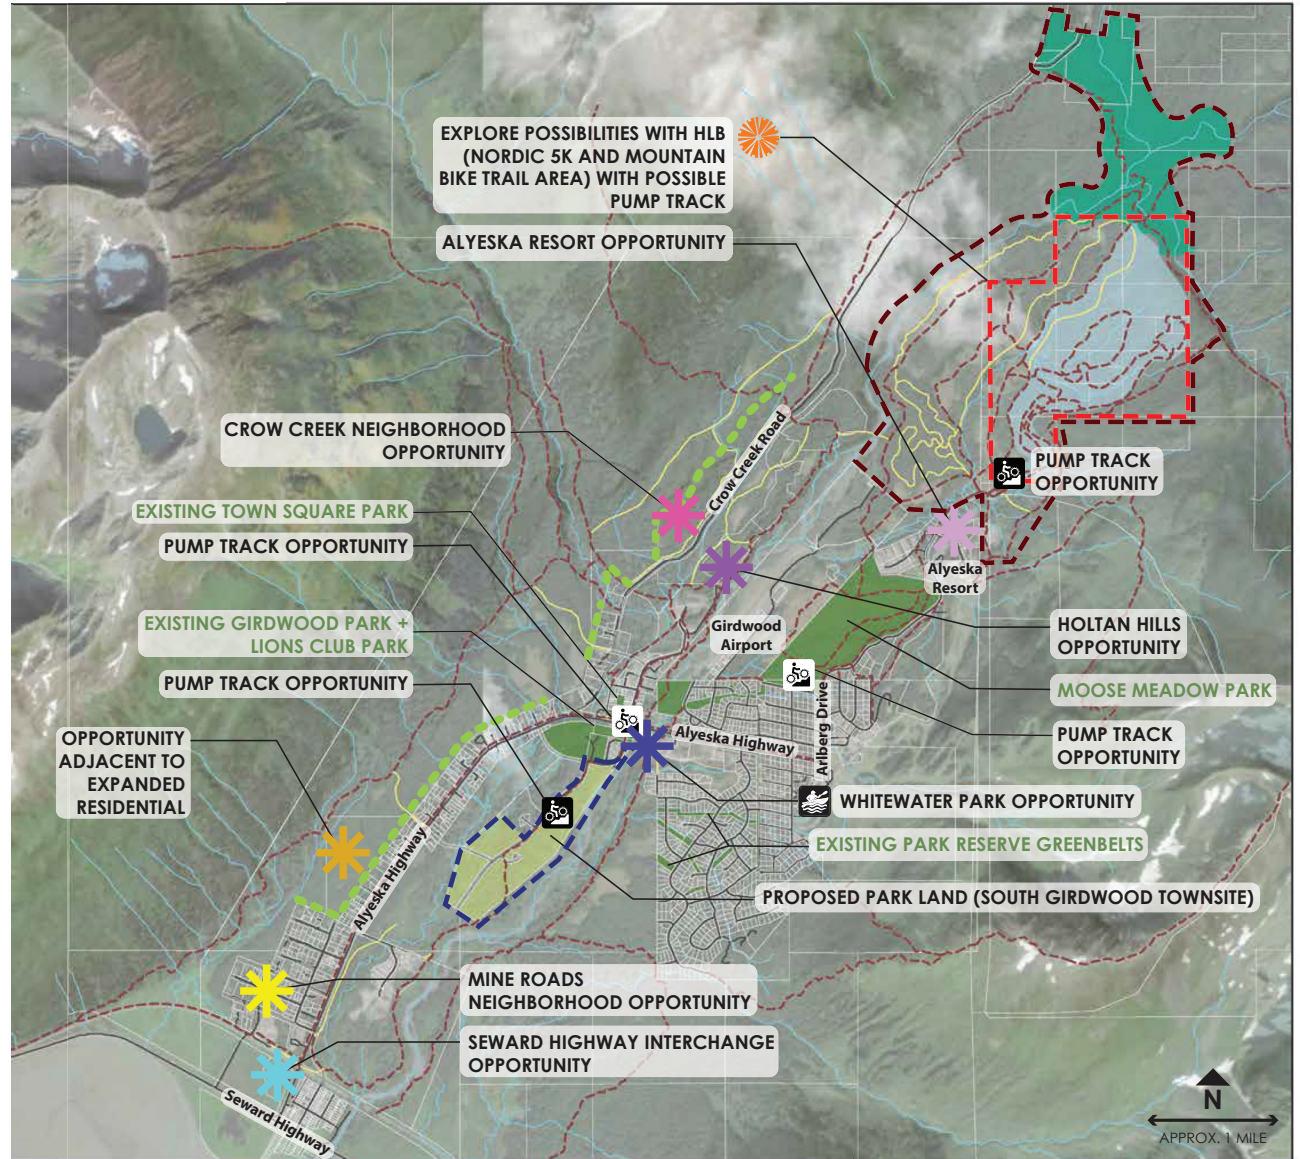 EXPLORE POSSIBILITIES WITH HLB
(NORDIC 5K AND MOUNTAIN
BIKE TRAIL AREA) WITH POSSIBLE
PUMP TRACK
ALYESKA RESORT OPPORTUNITY
CROW CREEK NEIGHBORHOOD
OPPORTUNITY
Crow Creek Road
PUMP TRACK
OPPORTUNITY
EXISTING TOWN SQUARE PARK
PUMP TRACK OPPORTUNITY
Alyeska
Resort
EXISTING GIRDWOOD PARK +
LIONS CLUB PARK
Girdwood
Airport
HOLTAN HILLS
OPPORTUNITY
PUMP TRACK OPPORTUNITY
MOOSE MEADOW PARK
OPPORTUNITY
ADJACENT TO
EXPANDED
RESIDENTIAL
Alyeska Highway
Arlberg Drive
PUMP TRACK
OPPORTUNITY
WHITEWATER PARK OPPORTUNITY
EXISTING PARK RESERVE GREENBELTS
Alyeska Highway
PROPOSED PARK LAND (SOUTH GIRDWOOD TOWNSITE)
MINE ROADS
NEIGHBORHOOD OPPORTUNITY
SEWARD HIGHWAY INTERCHANGE
OPPORTUNITY
Seward Highway
N
APPROX. 1 MILE